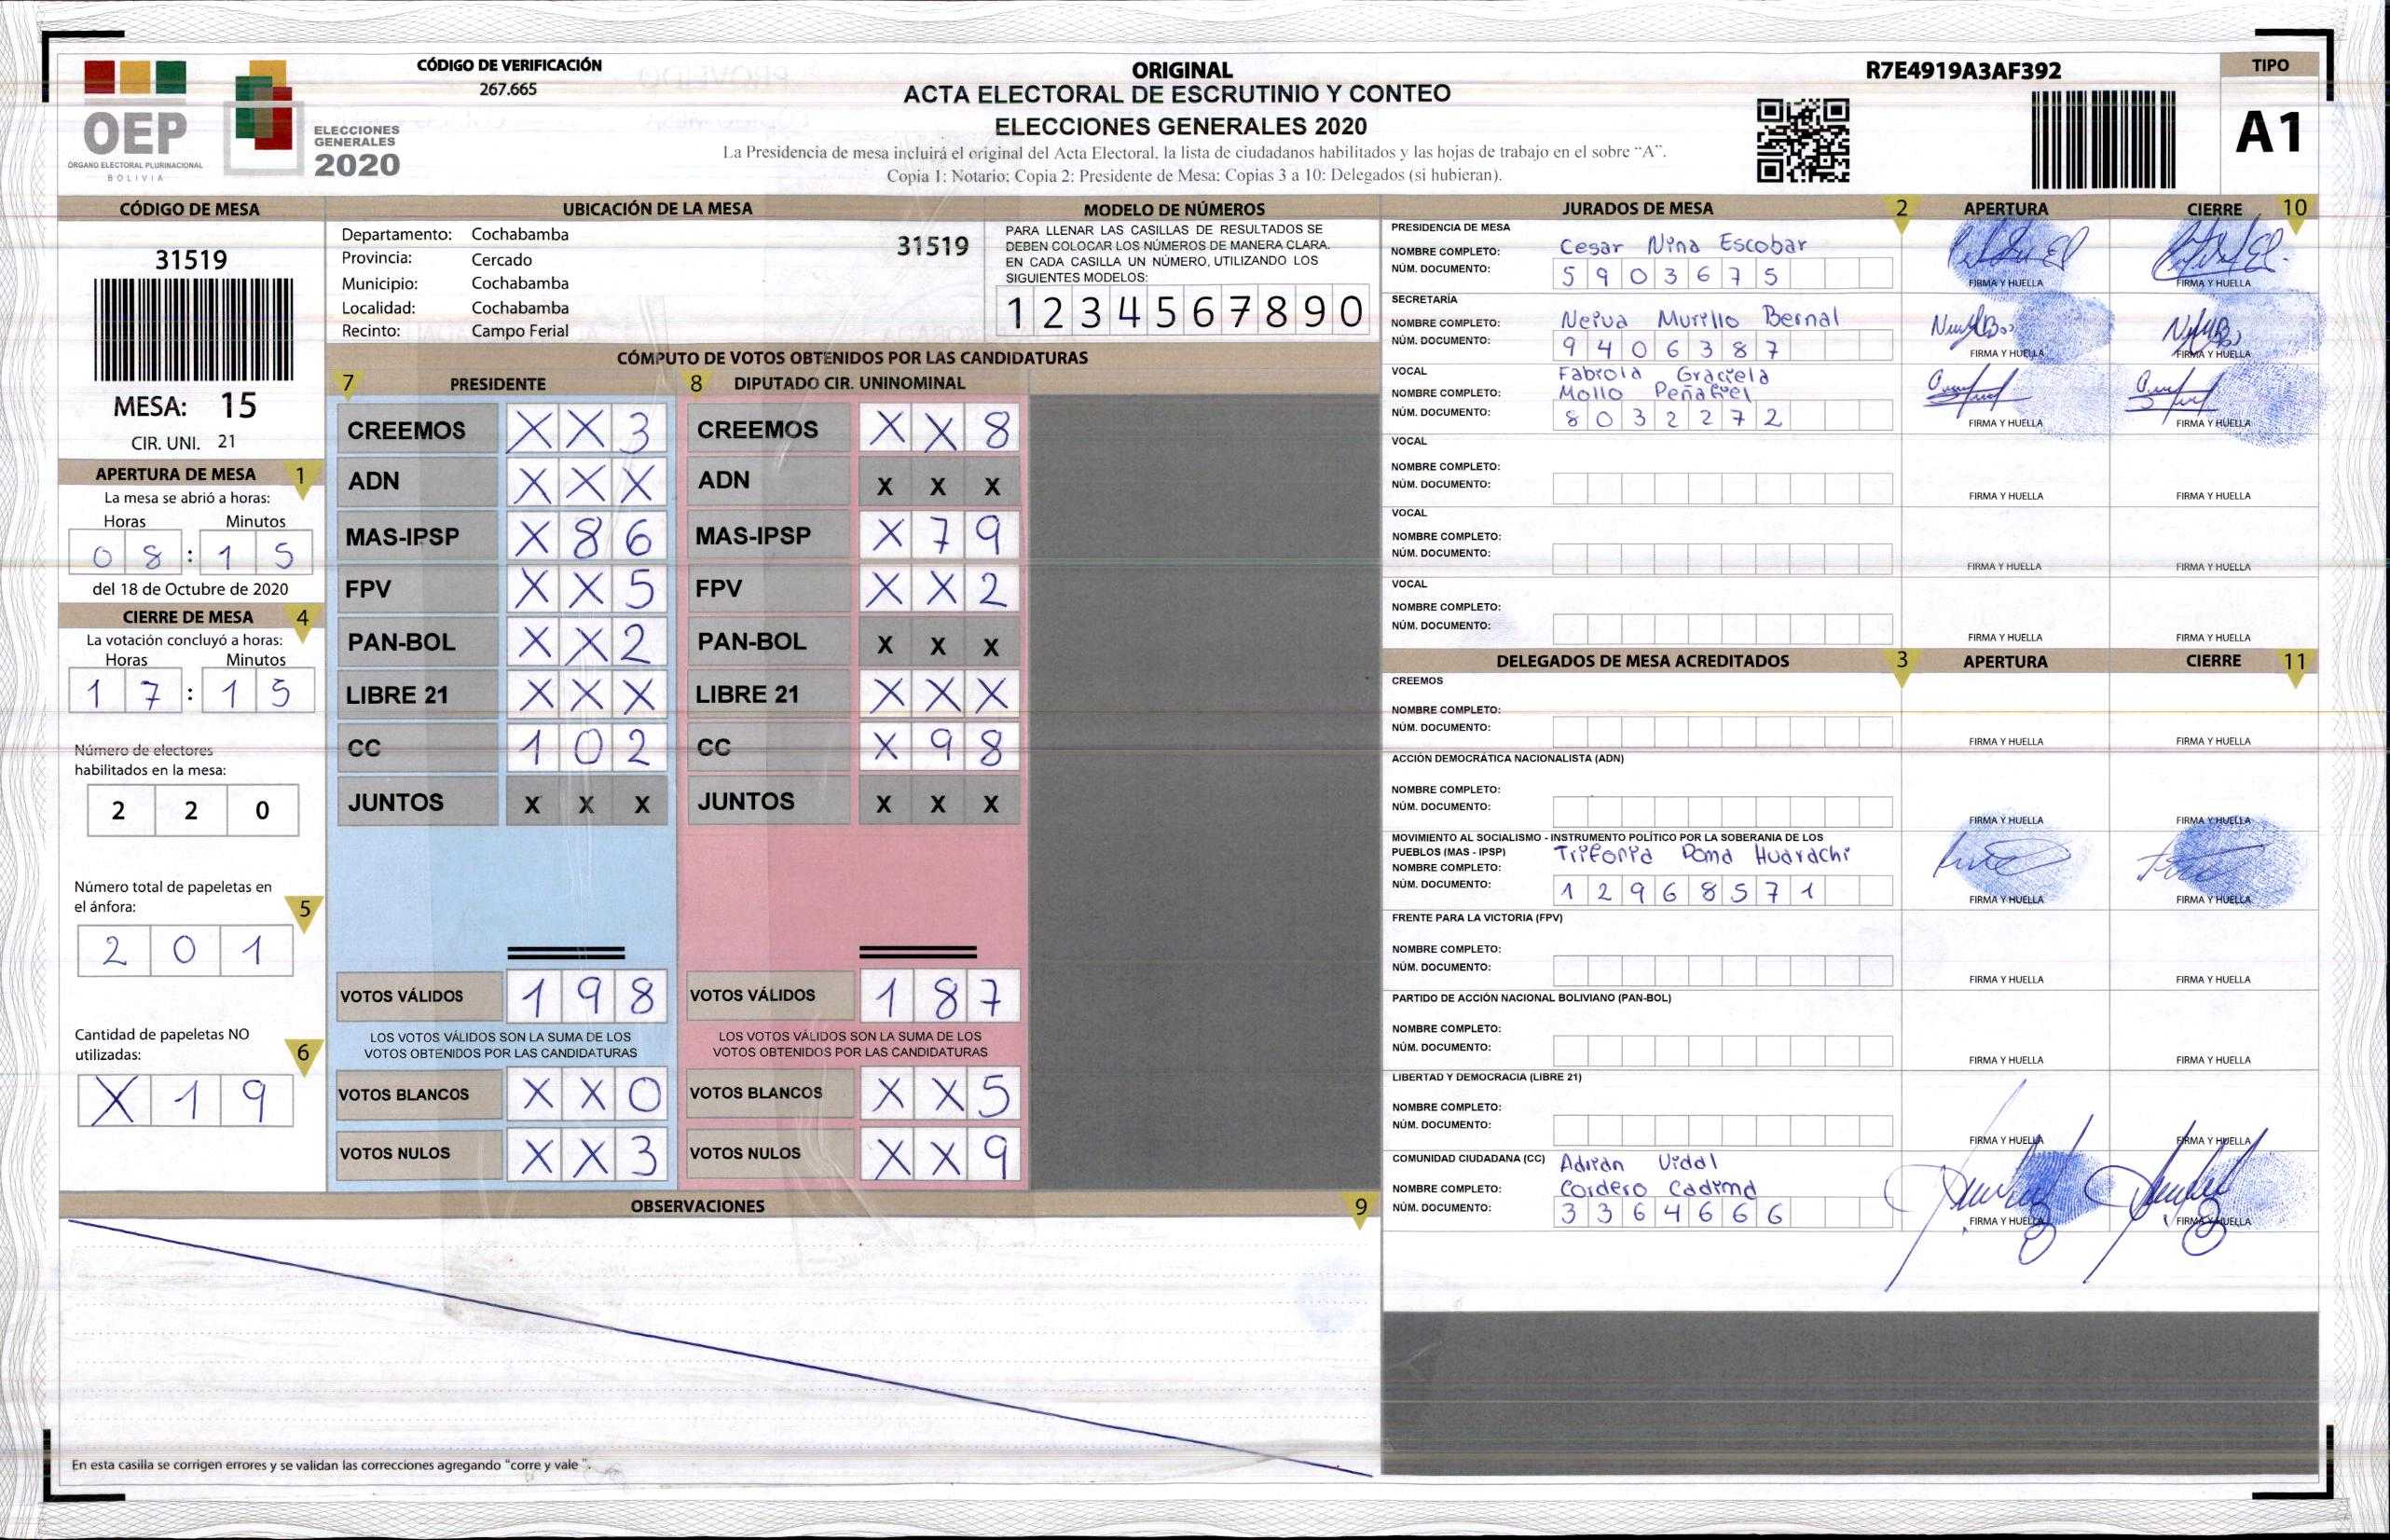 CÓDIGO DE VERIFICACIÓN
267.665
OEP
ÓRGANO ELECTORAL PLURINACIONAL
BOLIVIA
ELECCIONES
GENERALES
2020
ORIGINAL
ACTA ELECTORAL DE ESCRUTINIO Y CONTEO
ELECCIONES GENERALES 2020
La Presidencia de mesa incluirá el original del Acta Electoral, la lista de ciudadanos habilitados y las hojas de trabajo en el sobre “A”.
Copia 1: Notario; Copia 2: Presidente de Mesa; Copias 3 a 10: Delegados (si hubieran).
R7E4919A3AF392
TIPO
A1
CÓDIGO DE MESA
31519
MESA: 15
CIR. UNI. 21
APERTURA DE MESA 1
La mesa se abrió a horas:
Horas Minutos
0 8 : 1 5
del 18 de Octubre de 2020
CIERRE DE MESA 4
La votación concluyó a horas:
Horas Minutos
1 7 : 1 5
Número de electores
habilitados en la mesa:
2 2 0
Número total de papeletas en
el ánfora: 5
2 0 1
Cantidad de papeletas NO
utilizadas: 6
X 1 9
UBICACIÓN DE LA MESA
Departamento: Cochabamba 31519
Provincia: Cercado
Municipio: Cochabamba
Localidad: Cochabamba
Recinto: Campo Ferial
MODELO DE NÚMEROS
PARA LLENAR LAS CASILLAS DE RESULTADOS SE
DEBEN COLOCAR LOS NÚMEROS DE MANERA CLARA.
EN CADA CASILLA UN NÚMERO, UTILIZANDO LOS
SIGUIENTES MODELOS:
1 2 3 4 5 6 7 8 9 0
CÓMPUTO DE VOTOS OBTENIDOS POR LAS CANDIDATURAS
7 PRESIDENTE 8 DIPUTADO CIR. UNINOMINAL
CREEMOS X X 3 CREEMOS X X 8
ADN X X X ADN X X X
MAS-IPSP X 8 6 MAS-IPSP X 7 9
FPV X X 5 FPV X X 2
PAN-BOL X X 2 PAN-BOL X X X
LIBRE 21 X X X LIBRE 21 X X X
CC 1 0 2 CC X 9 8
JUNTOS X X X JUNTOS X X X
VOTOS VÁLIDOS 1 9 8 VOTOS VÁLIDOS 1 8 7
LOS VOTOS VÁLIDOS SON LA SUMA DE LOS LOS VOTOS VÁLIDOS SON LA SUMA DE LOS
VOTOS OBTENIDOS POR LAS CANDIDATURAS VOTOS OBTENIDOS POR LAS CANDIDATURAS
VOTOS BLANCOS X X 0 VOTOS BLANCOS X X 5
VOTOS NULOS X X 3 VOTOS NULOS X X 9
OBSERVACIONES 9
En esta casilla se corrigen errores y se validan las correcciones agregando “corre y vale”.
JURADOS DE MESA 2 APERTURA CIERRE 10
PRESIDENCIA DE MESA
NOMBRE COMPLETO: Cesar Nina Escobar
NÚM. DOCUMENTO: 5 9 0 3 6 7 5
FIRMA Y HUELLA FIRMA Y HUELLA
SECRETARÍA
NOMBRE COMPLETO: Neiva Murillo Bernal
NÚM. DOCUMENTO: 9 4 0 6 3 8 7
FIRMA Y HUELLA FIRMA Y HUELLA
VOCAL Fabiola Graciela
NOMBRE COMPLETO: Mollo Peñafiel
NÚM. DOCUMENTO: 8 0 3 2 2 7 2
FIRMA Y HUELLA FIRMA Y HUELLA
VOCAL
NOMBRE COMPLETO:
NÚM. DOCUMENTO:
FIRMA Y HUELLA FIRMA Y HUELLA
VOCAL
NOMBRE COMPLETO:
NÚM. DOCUMENTO:
FIRMA Y HUELLA FIRMA Y HUELLA
VOCAL
NOMBRE COMPLETO:
NÚM. DOCUMENTO:
FIRMA Y HUELLA FIRMA Y HUELLA
DELEGADOS DE MESA ACREDITADOS 3 APERTURA CIERRE 11
CREEMOS
NOMBRE COMPLETO:
NÚM. DOCUMENTO:
FIRMA Y HUELLA FIRMA Y HUELLA
ACCIÓN DEMOCRÁTICA NACIONALISTA (ADN)
NOMBRE COMPLETO:
NÚM. DOCUMENTO:
FIRMA Y HUELLA FIRMA Y HUELLA
MOVIMIENTO AL SOCIALISMO - INSTRUMENTO POLÍTICO POR LA SOBERANIA DE LOS
PUEBLOS (MAS - IPSP) Trifonia Poma Huarachi
NOMBRE COMPLETO:
NÚM. DOCUMENTO: 1 2 9 6 8 5 7 1
FIRMA Y HUELLA FIRMA Y HUELLA
FRENTE PARA LA VICTORIA (FPV)
NOMBRE COMPLETO:
NÚM. DOCUMENTO:
FIRMA Y HUELLA FIRMA Y HUELLA
PARTIDO DE ACCIÓN NACIONAL BOLIVIANO (PAN-BOL)
NOMBRE COMPLETO:
NÚM. DOCUMENTO:
FIRMA Y HUELLA FIRMA Y HUELLA
LIBERTAD Y DEMOCRACIA (LIBRE 21)
NOMBRE COMPLETO:
NÚM. DOCUMENTO:
FIRMA Y HUELLA FIRMA Y HUELLA
COMUNIDAD CIUDADANA (CC) Adrián Vidal
NOMBRE COMPLETO: Cordero Cadima
NÚM. DOCUMENTO: 3 3 6 4 6 6 6
FIRMA Y HUELLA FIRMA Y HUELLA